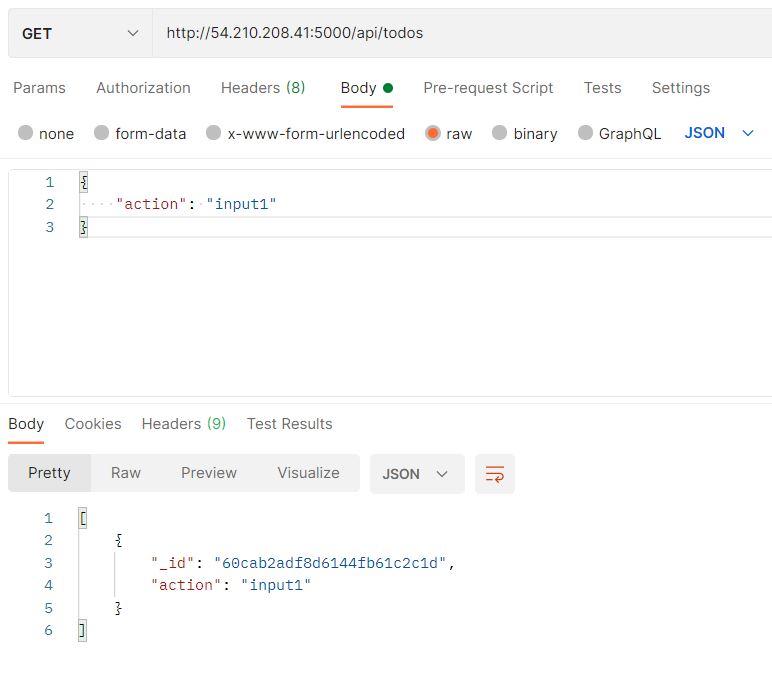 GET http://54.210.208.41:5000/api/todos
Params Authorization Headers (8) Body Pre-request Script Tests Settings
none form-data x-www-form-urlencoded raw binary GraphQL JSON
1 {
2 "action": "input1"
3 }
Body Cookies Headers (9) Test Results
Pretty Raw Preview Visualize JSON
1 [
2 {
3 "_id": "60cab2adf8d6144fb61c2c1d",
4 "action": "input1"
5 }
6 ]